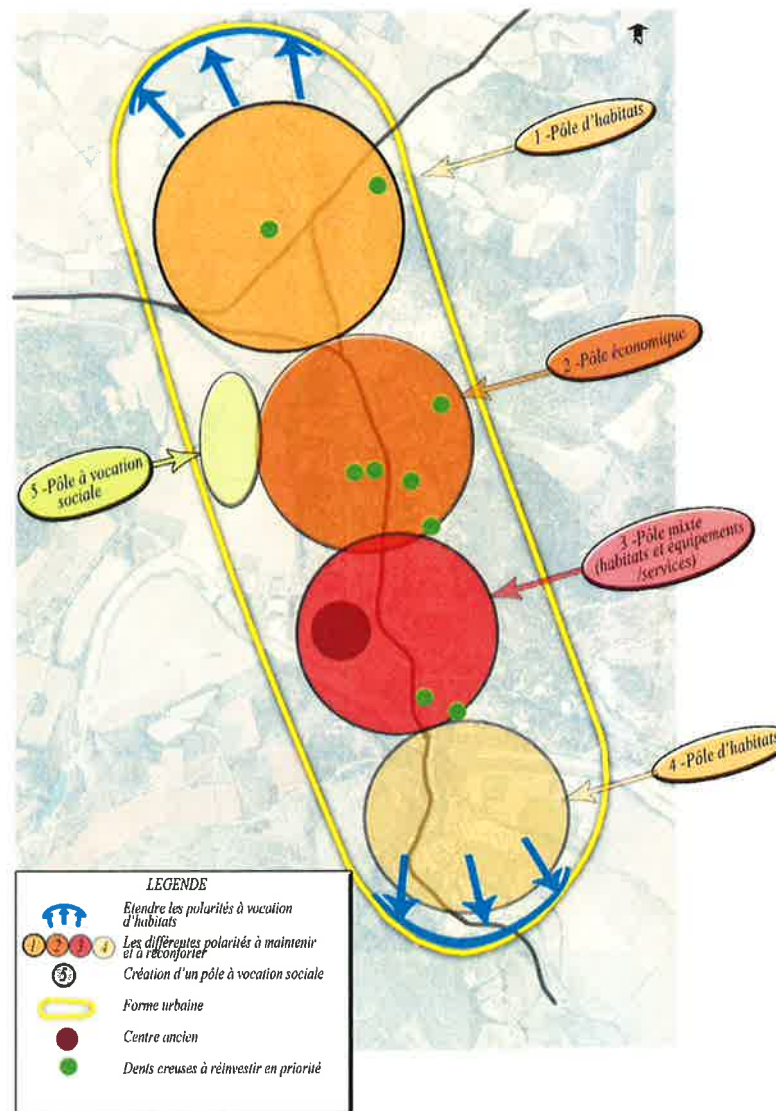 N
1 -Pôle d'habitats
2 -Pôle économique
5 -Pôle à vocation
sociale
3 -Pôle mixte
(habitats et équipements
/services)
4 -Pôle d'habitats
LEGENDE
Etendre les polarités à vocation
d'habitats
1 2 3 4 Les différentes polarités à maintenir
et à réconforter
5 Création d'un pôle à vocation sociale
Forme urbaine
Centre ancien
Dents creuses à réinvestir en priorité